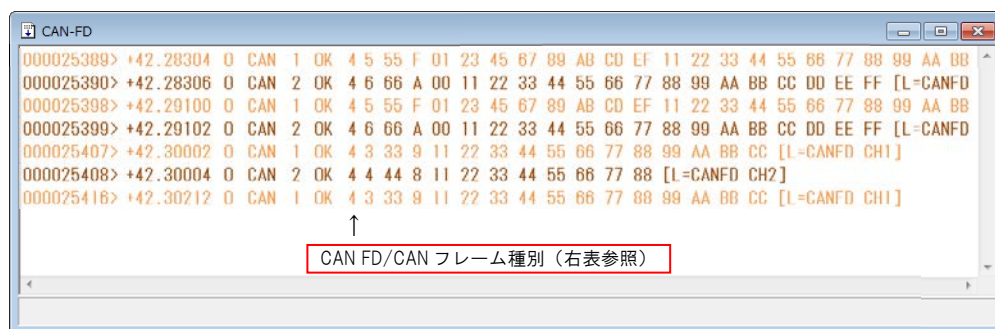 CAN-FD
000025389> +42.28304 0 CAN 1 OK 4 5 55 F 01 23 45 67 89 AB CD EF 11 22 33 44 55 66 77 88 99 AA BB
000025390> +42.28306 0 CAN 2 OK 4 6 66 A 00 11 22 33 44 55 66 77 88 99 AA BB CC DD EE FF [L=CANFD
000025398> +42.29100 0 CAN 1 OK 4 5 55 F 01 23 45 67 89 AB CD EF 11 22 33 44 55 66 77 88 99 AA BB
000025399> +42.29102 0 CAN 2 OK 4 6 66 A 00 11 22 33 44 55 66 77 88 99 AA BB CC DD EE FF [L=CANFD
000025407> +42.30002 0 CAN 1 OK 4 3 33 9 11 22 33 44 55 66 77 88 99 AA BB CC [L=CANFD CH1]
000025408> +42.30004 0 CAN 2 OK 4 4 44 8 11 22 33 44 55 66 77 88 [L=CANFD CH2]
000025416> +42.30212 0 CAN 1 OK 4 3 33 9 11 22 33 44 55 66 77 88 99 AA BB CC [L=CANFD CH1]
↑
CAN FD/CAN フレーム種別（右表参照）